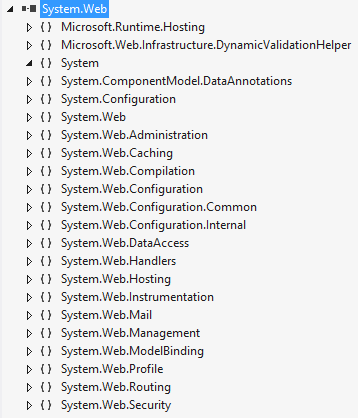 System.Web
{ } Microsoft.Runtime.Hosting
{ } Microsoft.Web.Infrastructure.DynamicValidationHelper
{ } System
{ } System.ComponentModel.DataAnnotations
{ } System.Configuration
{ } System.Web
{ } System.Web.Administration
{ } System.Web.Caching
{ } System.Web.Compilation
{ } System.Web.Configuration
{ } System.Web.Configuration.Common
{ } System.Web.Configuration.Internal
{ } System.Web.DataAccess
{ } System.Web.Handlers
{ } System.Web.Hosting
{ } System.Web.Instrumentation
{ } System.Web.Mail
{ } System.Web.Management
{ } System.Web.ModelBinding
{ } System.Web.Profile
{ } System.Web.Routing
{ } System.Web.Security